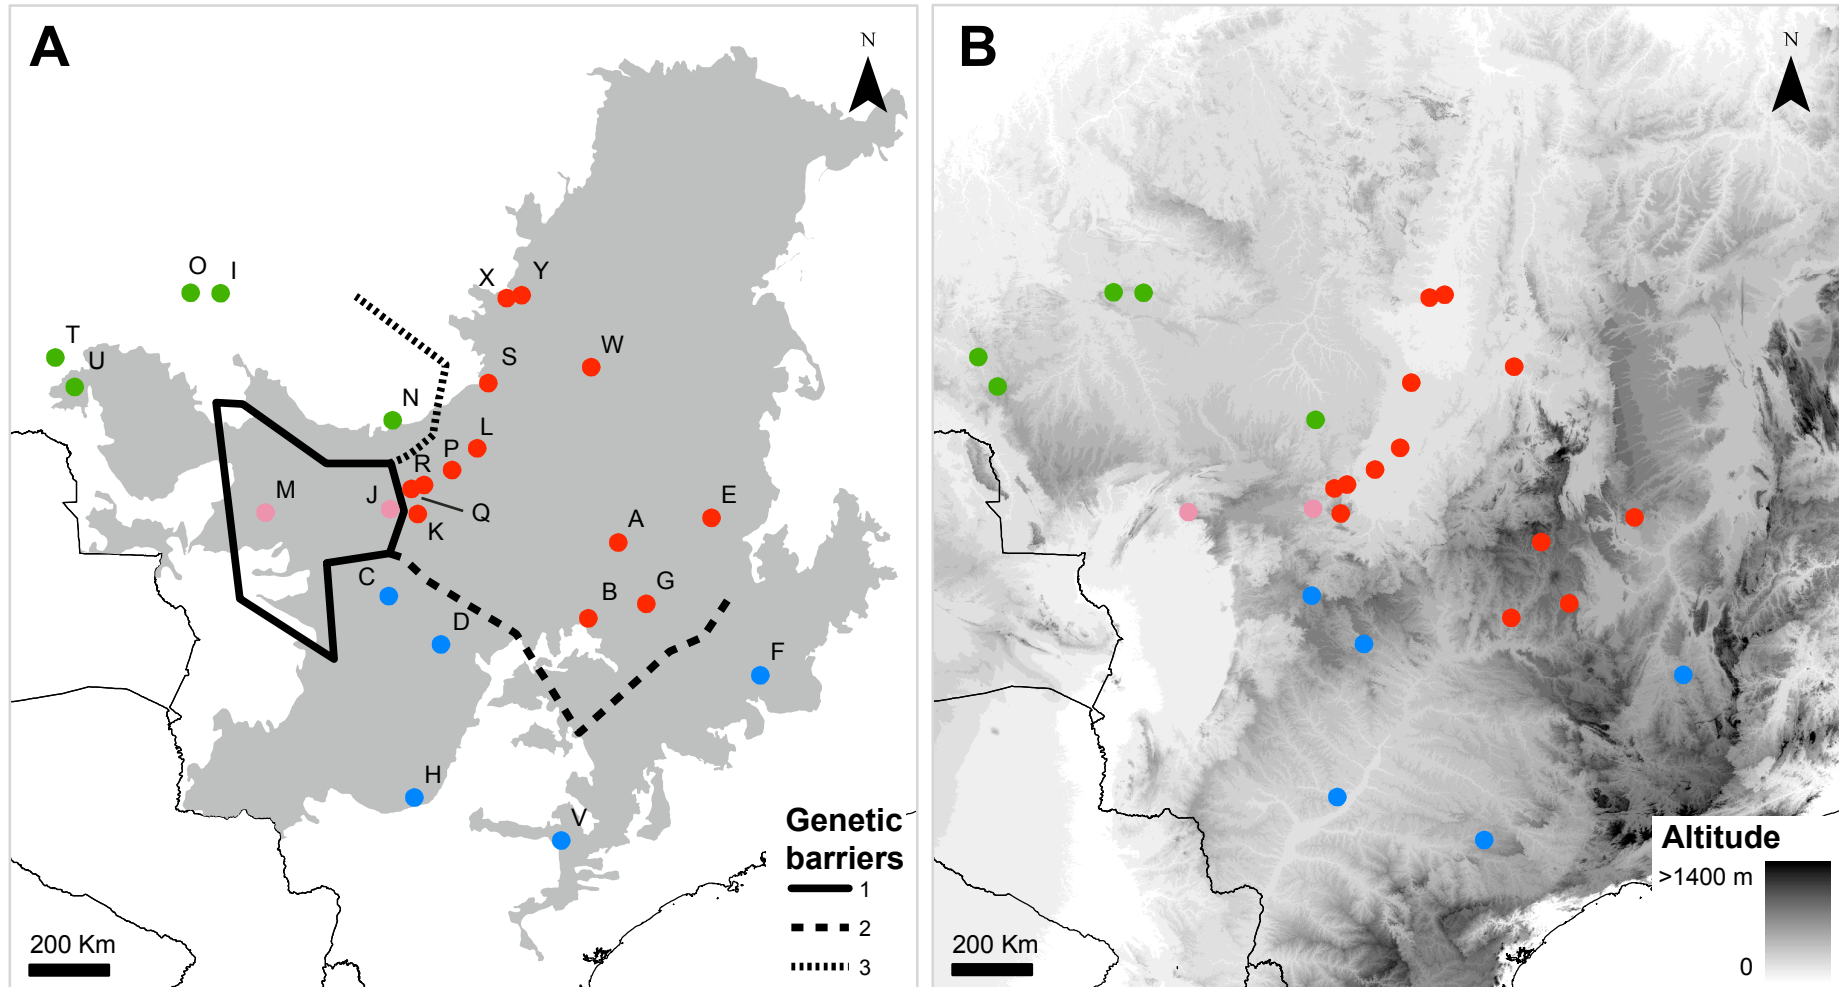 A
N
O I
X Y
T
U
S
W
N
L
P
R
M
J
Q
E
K
A
C
B
G
D
F
H
V
Genetic
barriers
1
2
3
200 Km
B
N
Altitude
>1400 m
0
200 Km